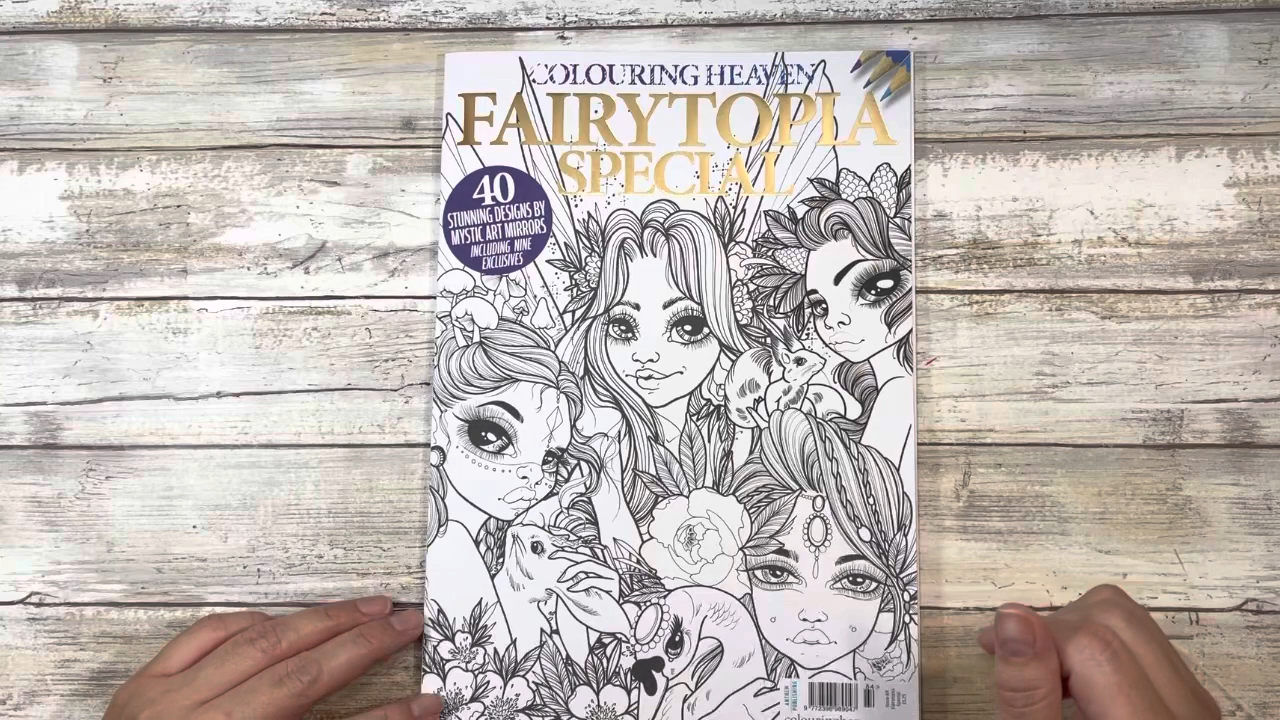 COLOURING HEAVEN
FAIRYTOPIA
SPECIAL
40
STUNNING DESIGNS BY
MYSTIC ART MIRRORS
INCLUDING NINE
EXCLUSIVES